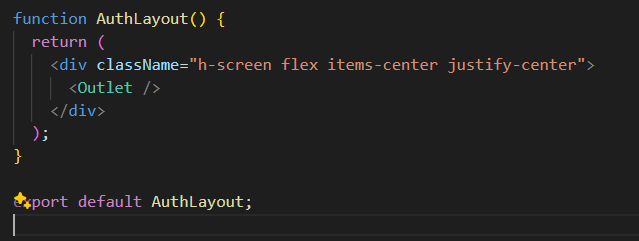 function AuthLayout() {
return (
<div className="h-screen flex items-center justify-center">
<Outlet />
</div>
);
}
export default AuthLayout;